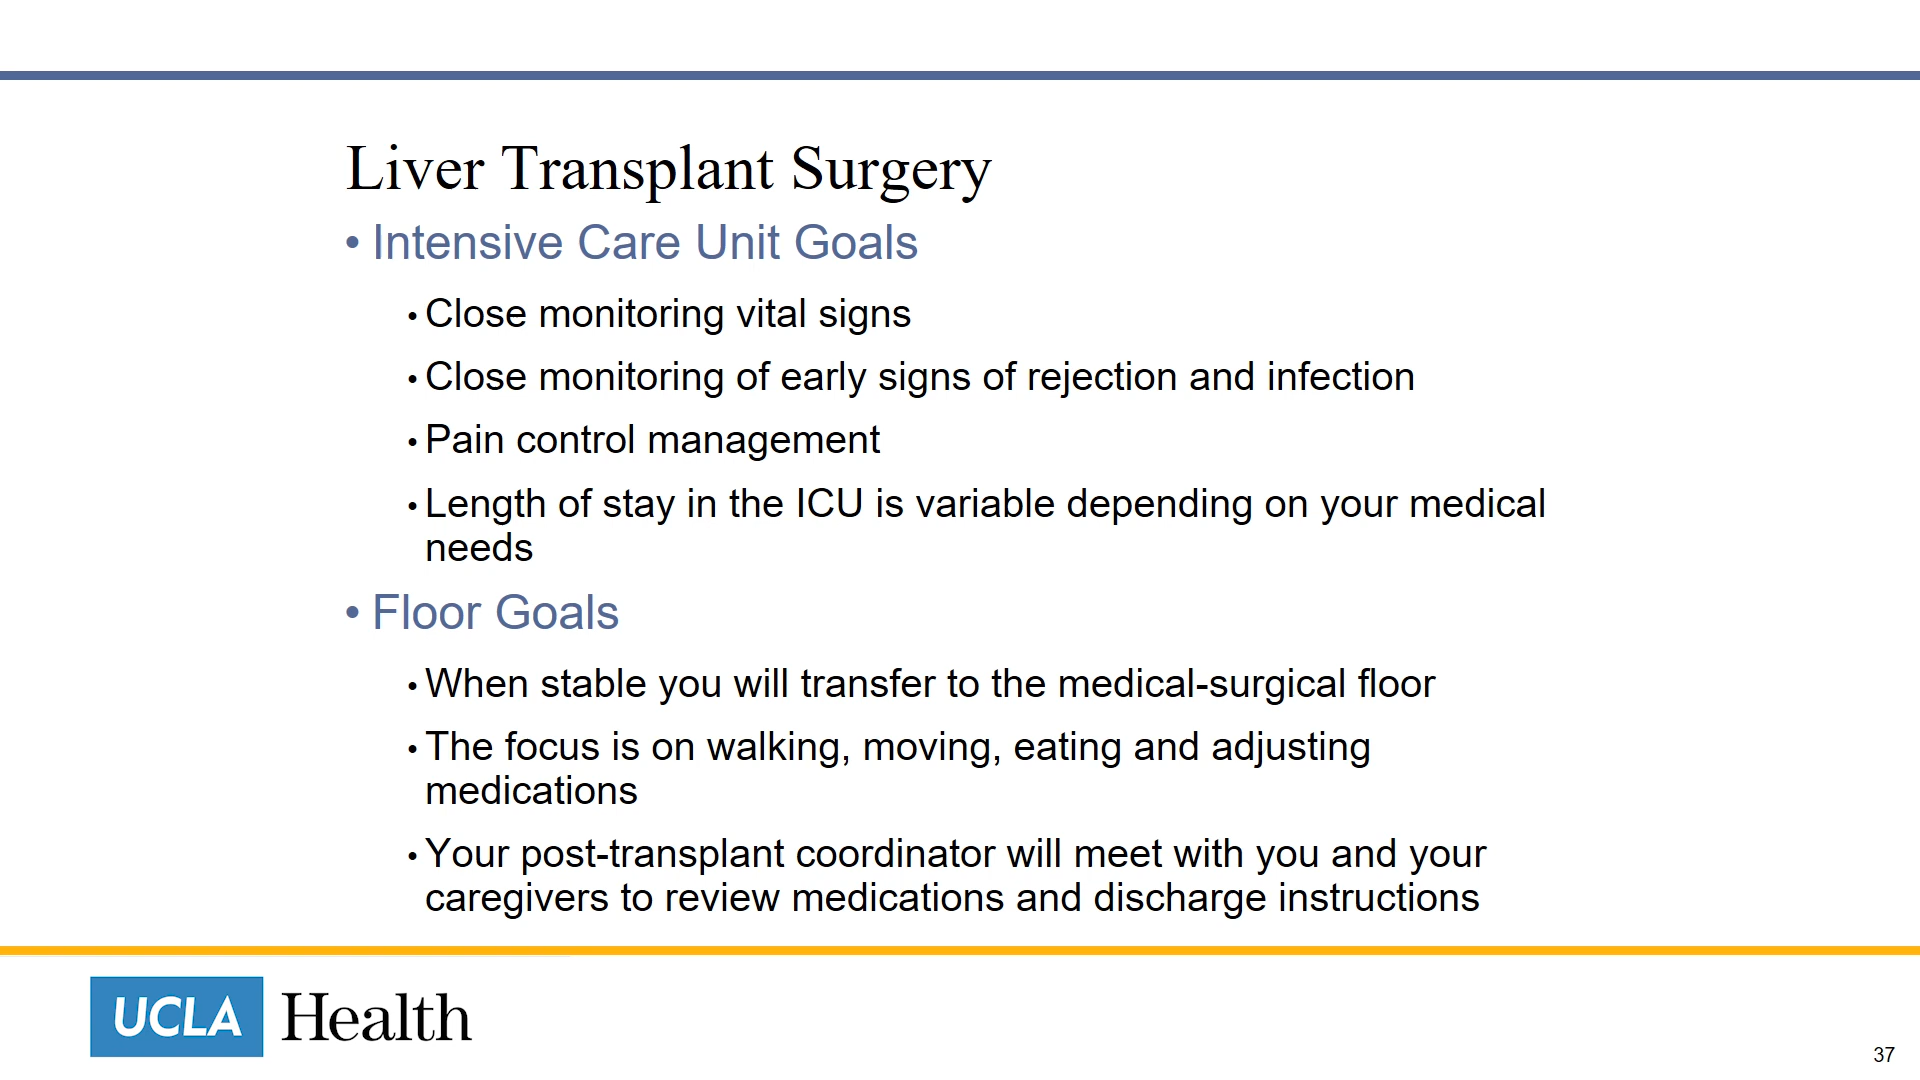 Liver Transplant Surgery
• Intensive Care Unit Goals
• Close monitoring vital signs
• Close monitoring of early signs of rejection and infection
• Pain control management
• Length of stay in the ICU is variable depending on your medical
needs
• Floor Goals
• When stable you will transfer to the medical-surgical floor
• The focus is on walking, moving, eating and adjusting
medications
• Your post-transplant coordinator will meet with you and your
caregivers to review medications and discharge instructions
UCLA Health
37